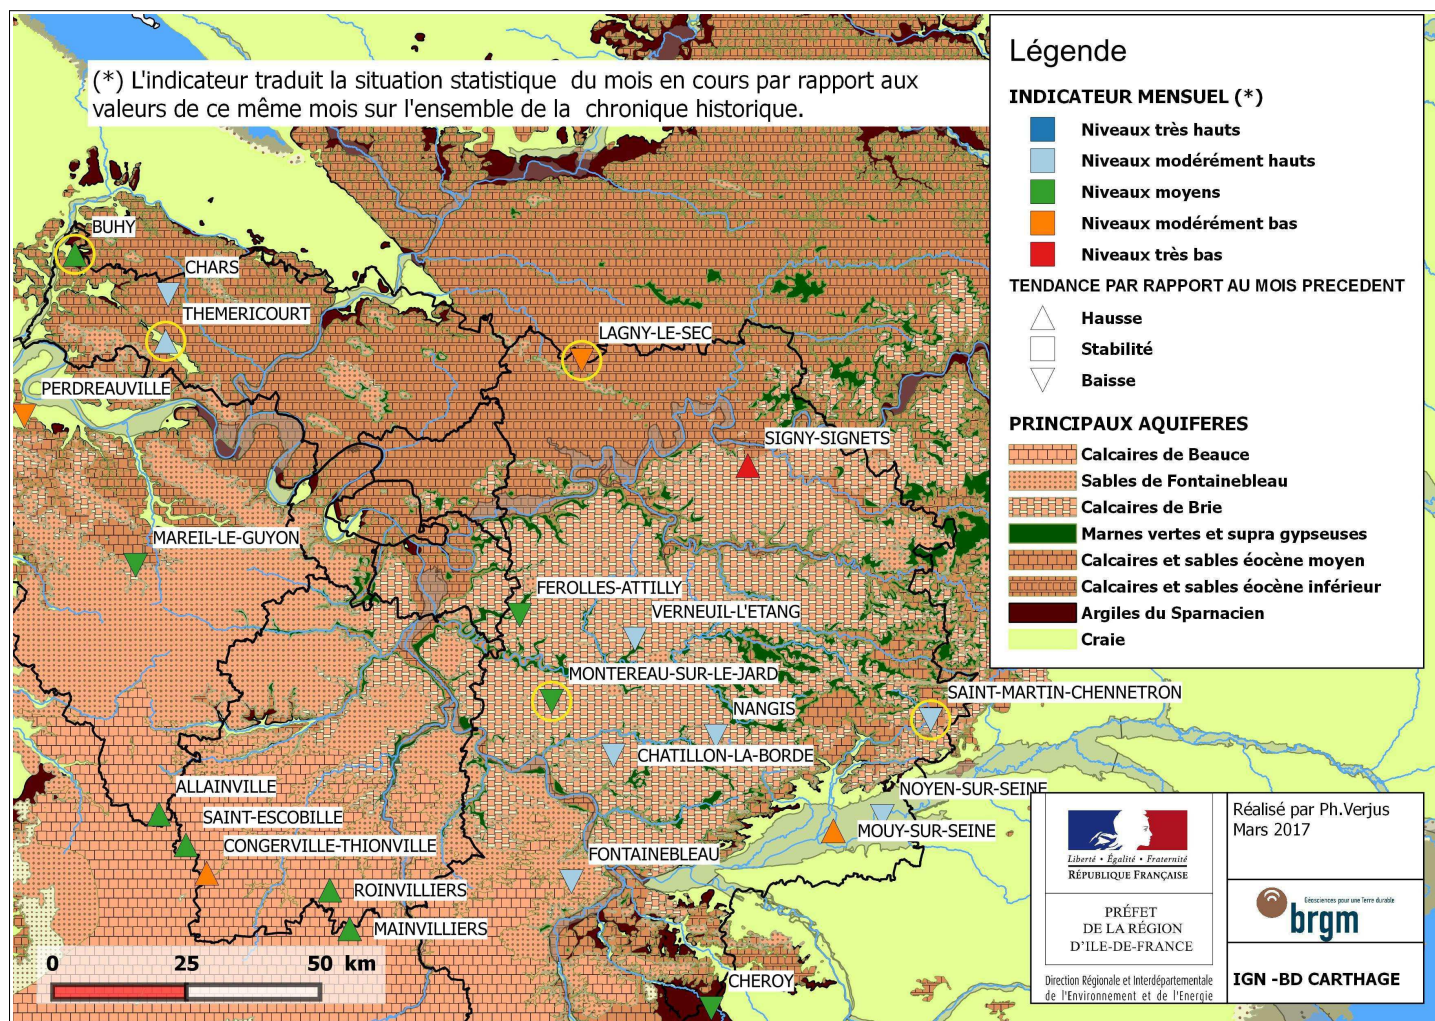 (*) L'indicateur traduit la situation statistique du mois en cours par rapport aux
valeurs de ce même mois sur l'ensemble de la chronique historique.
BUHY
CHARS
THEMERICOURT
LAGNY-LE-SEC
PERDREAUVILLE
SIGNY-SIGNETS
MAREIL-LE-GUYON
FEROLLES-ATTILLY
VERNEUIL-L'ETANG
MONTEREAU-SUR-LE-JARD
SAINT-MARTIN-CHENNETRON
NANGIS
CHATILLON-LA-BORDE
ALLAINVILLE
NOYEN-SUR-SEINE
SAINT-ESCOBILLE
MOUY-SUR-SEINE
CONGERVILLE-THIONVILLE
FONTAINEBLEAU
ROINVILLIERS
MAINVILLIERS
CHEROY
0 25 50 km
Légende
INDICATEUR MENSUEL (*)
Niveaux très hauts
Niveaux modérément hauts
Niveaux moyens
Niveaux modérément bas
Niveaux très bas
TENDANCE PAR RAPPORT AU MOIS PRECEDENT
Hausse
Stabilité
Baisse
PRINCIPAUX AQUIFERES
Calcaires de Beauce
Sables de Fontainebleau
Calcaires de Brie
Marnes vertes et supra gypseuses
Calcaires et sables éocène moyen
Calcaires et sables éocène inférieur
Argiles du Sparnacien
Craie
Liberté • Égalité • Fraternité
RÉPUBLIQUE FRANÇAISE
PRÉFET
DE LA RÉGION
D'ILE-DE-FRANCE
Direction Régionale et Interdépartementale
de l'Environnement et de l'Energie
Réalisé par Ph.Verjus
Mars 2017
Géosciences pour une Terre durable
brgm
IGN -BD CARTHAGE